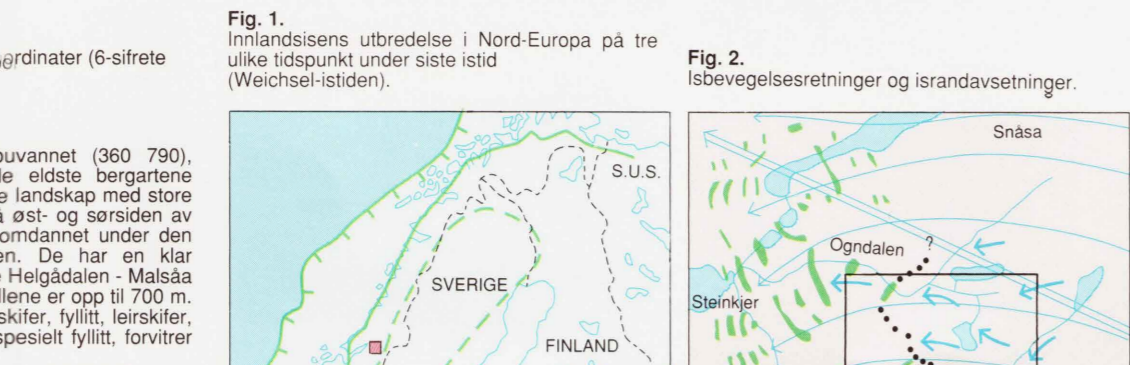 ordinater (6-sifrete
buvannet (360 790),
le eldste bergartene
e landskap med store
å øst- og sørsiden av
omdannet under den
en. De har en klar
e Helgådalen - Malsåa
llene er opp til 700 m.
skifer, fyllitt, leirskifer,
spesielt fyllitt, forvitrer
Fig. 1.
Innlandsisens utbredelse i Nord-Europa på tre
ulike tidspunkt under siste istid
(Weichsel-istiden).
S.U.S.
SVERIGE
FINLAND
Fig. 2.
Isbevegelsesretninger og israndavsetninger.
Snåsa
Ogndalen ?
Steinkjer